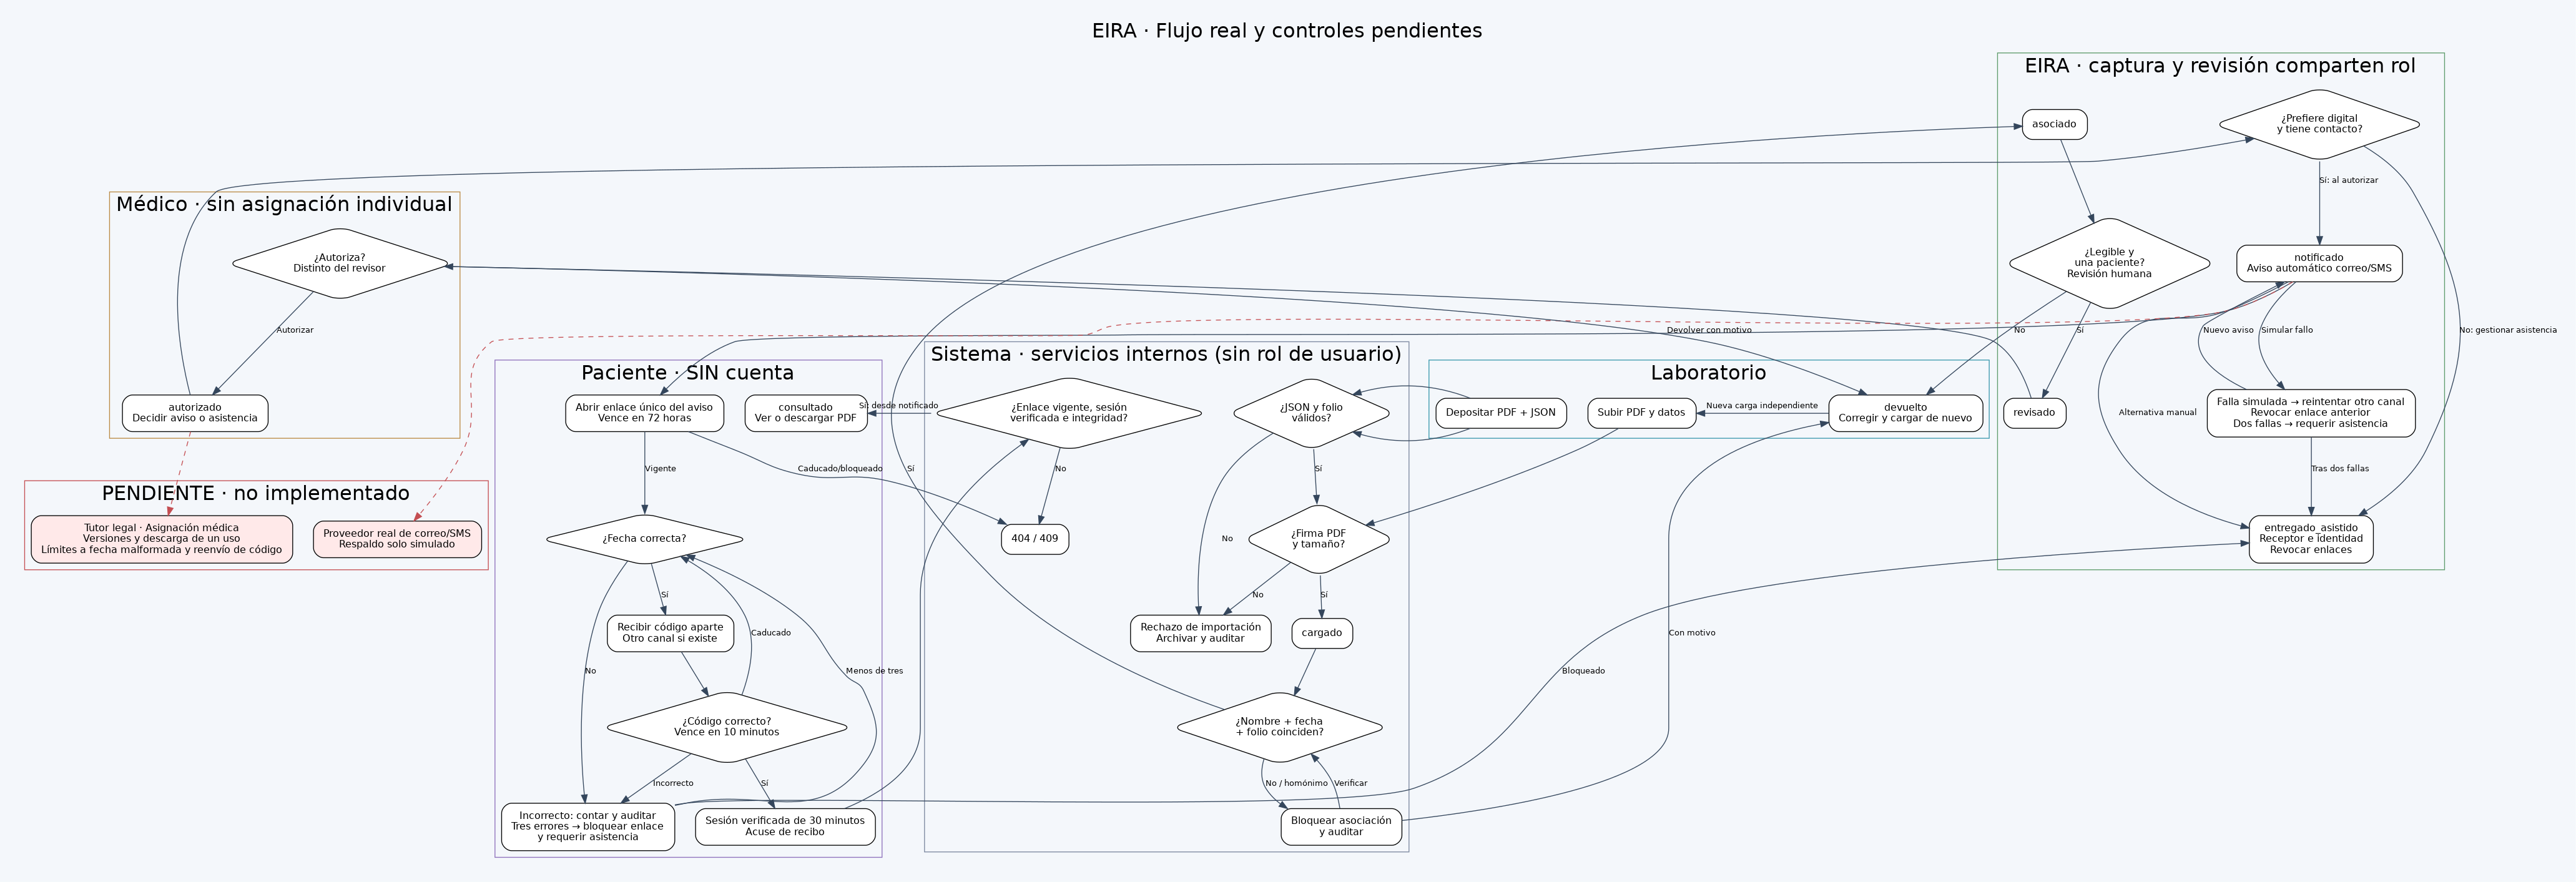 EIRA · Flujo real y controles pendientes
EIRA · captura y revisión comparten rol
asociado
¿Prefiere digital
y tiene contacto?
Sí: al autorizar
¿Legible y
una paciente?
Revisión humana
notificado
Aviso automático correo/SMS
No
Sí
Nuevo aviso
Simular fallo
No: gestionar asistencia
revisado
Alternativa manual
Falla simulada → reintentar otro canal
Revocar enlace anterior
Dos fallas → requerir asistencia
Tras dos fallas
entregado_asistido
Receptor e identidad
Revocar enlaces
Médico · sin asignación individual
¿Autoriza?
Distinto del revisor
Autorizar
autorizado
Decidir aviso o asistencia
Devolver con motivo
PENDIENTE · no implementado
Tutor legal · Asignación médica
Versiones y descarga de un uso
Límites a fecha malformada y reenvío de código
Proveedor real de correo/SMS
Respaldo solo simulado
Paciente · SIN cuenta
Abrir enlace único del aviso
Vence en 72 horas
consultado
Ver o descargar PDF
Sí: desde notificado
Vigente
Caducado/bloqueado
¿Fecha correcta?
Sí
Recibir código aparte
Otro canal si existe
Caducado
No
Menos de tres
¿Código correcto?
Vence en 10 minutos
Incorrecto
Sí
Incorrecto: contar y auditar
Tres errores → bloquear enlace
y requerir asistencia
Sesión verificada de 30 minutos
Acuse de recibo
Sistema · servicios internos (sin rol de usuario)
¿Enlace vigente, sesión
verificada e integridad?
¿JSON y folio
válidos?
Sí
No
Sí
404 / 409
¿Firma PDF
y tamaño?
No
No
Sí
Rechazo de importación
Archivar y auditar
cargado
¿Nombre + fecha
+ folio coinciden?
No / homónimo
Verificar
Bloquear asociación
y auditar
Laboratorio
Depositar PDF + JSON
Subir PDF y datos
Nueva carga independiente
devuelto
Corregir y cargar de nuevo
Con motivo
Bloqueado